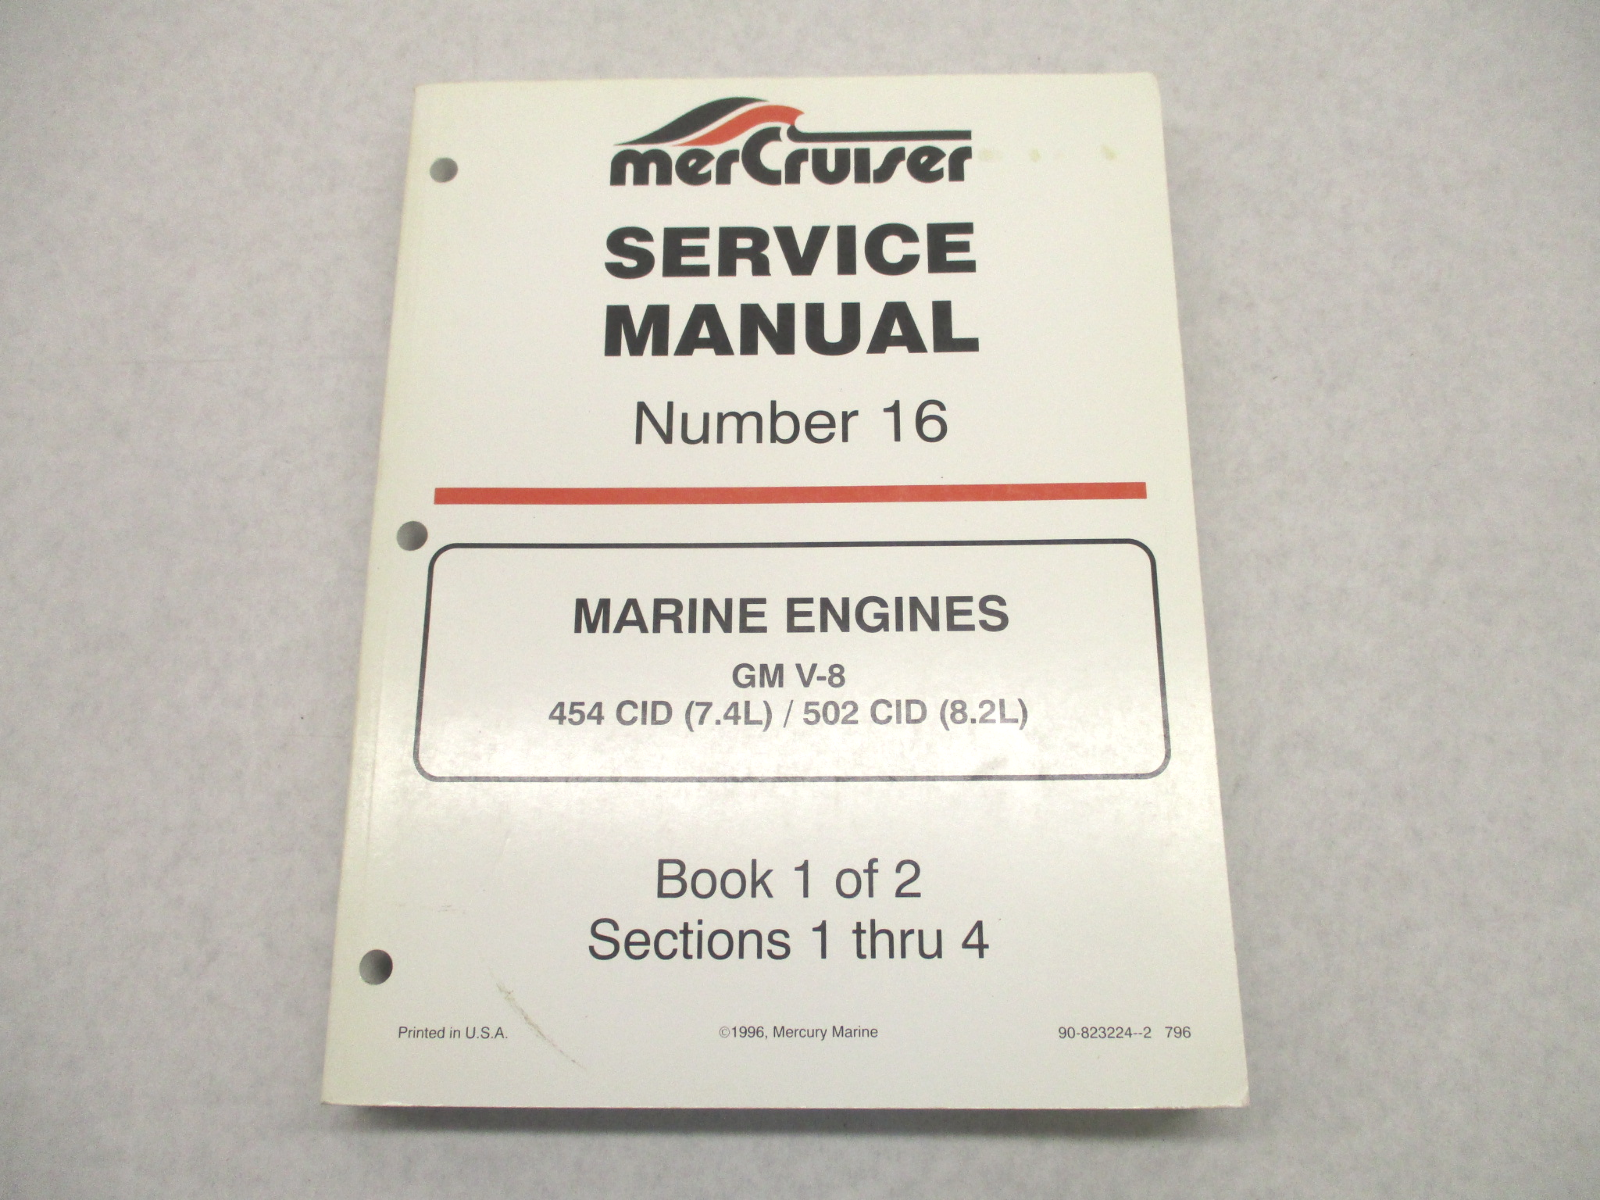 merCruiser
SERVICE
MANUAL
Number 16
MARINE ENGINES
GM V-8
454 CID (7.4L) / 502 CID (8.2L)
Book 1 of 2
Sections 1 thru 4
Printed in U.S.A. ©1996, Mercury Marine 90-823224--2 796